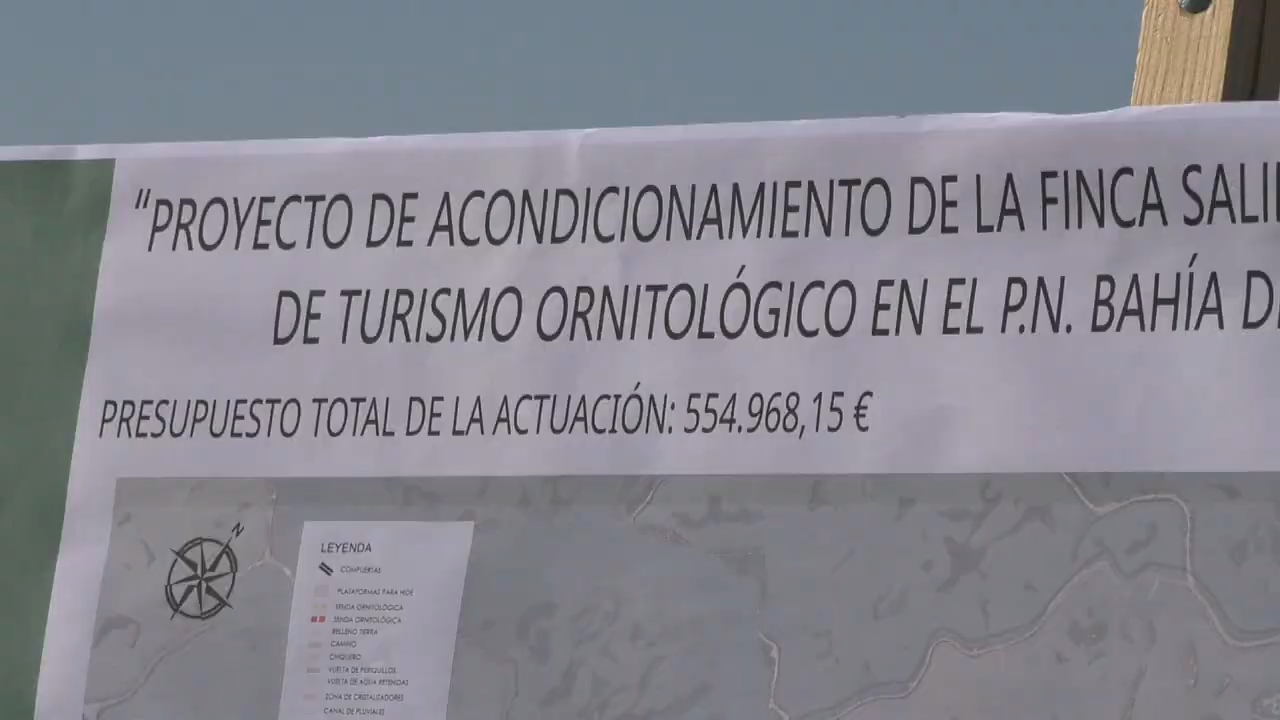 “PROYECTO DE ACONDICIONAMIENTO DE LA FINCA SALI
DE TURISMO ORNITOLÓGICO EN EL P.N. BAHÍA D
PRESUPUESTO TOTAL DE LA ACTUACIÓN: 554.968,15 €
N
LEYENDA
COMPUERTAS
PLATAFORMAS PARA
SENDA ORNITOLÓGICA
SENDA ORNITOLÓGICA
RELLENO TIERRA
CAMINO
CHIQUERO
VUELTA DE PERIQUILLOS
VUELTA DE AGUA RETENIDAS
ZONA DE CRISTALIZADORES
CANAL DE PLUVIALES